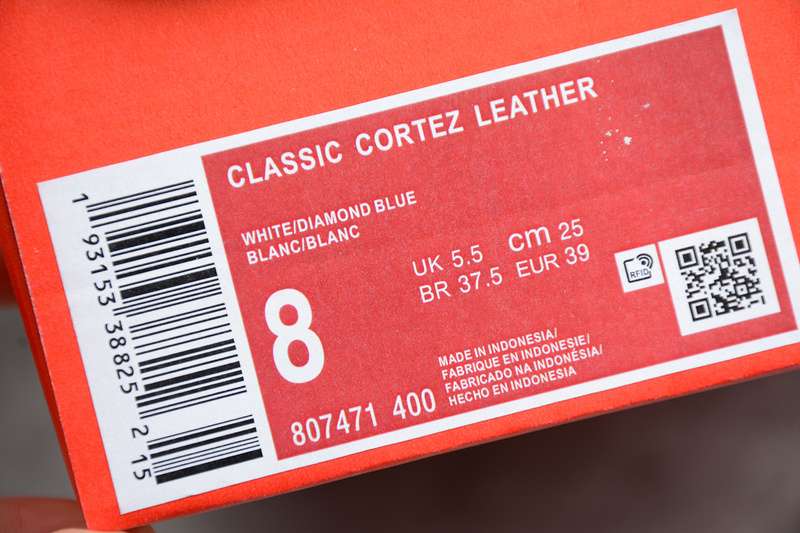 CLASSIC CORTEZ LEATHER
WHITE/DIAMOND BLUE
BLANC/BLANC
UK 5.5 cm 25
BR 37.5 EUR 39
RFID
8
MADE IN INDONESIA/
FABRIQUE EN INDONESIE/
FABRICADO NA INDONÉSIA/
HECHO EN INDONESIA
807471 400
1 93153 38825 2 15